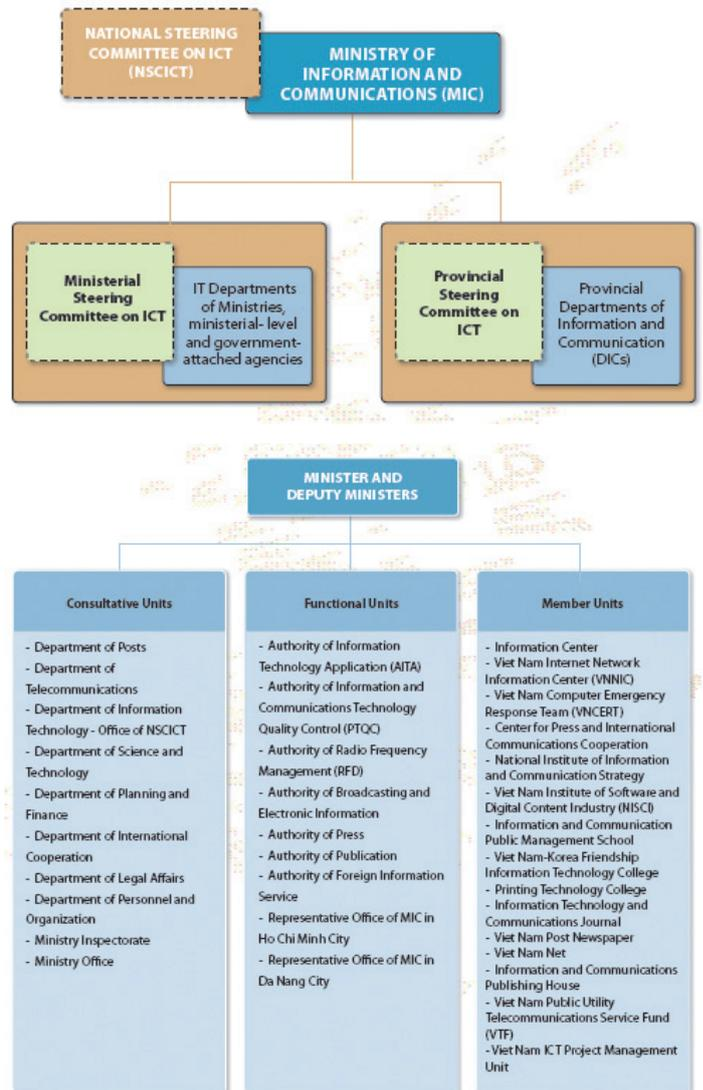 NATIONAL STEERING
COMMITTEE ON ICT
(NSCICT)
MINISTRY OF
INFORMATION AND
COMMUNICATIONS (MIC)
Ministerial
Steering
Committee on ICT
IT Departments
of Ministries,
ministerial- level
and government-
attached agencies
Provincial
Steering
Committee on
ICT
Provincial
Departments of
Information and
Communication
(DICs)
MINISTER AND
DEPUTY MINISTERS
Consultative Units
- Department of Posts
- Department of
Telecommunications
- Department of Information
Technology - Office of NSCICT
- Department of Science and
Technology
- Department of Planning and
Finance
- Department of International
Cooperation
- Department of Legal Affairs
- Department of Personnel and
Organization
- Ministry Inspectorate
- Ministry Office
Functional Units
- Authority of Information
Technology Application (AITA)
- Authority of Information and
Communications Technology
Quality Control (PTQC)
- Authority of Radio Frequency
Management (RFD)
- Authority of Broadcasting and
Electronic Information
- Authority of Press
- Authority of Publication
- Authority of Foreign Information
Service
- Representative Office of MIC in
Ho Chi Minh City
- Representative Office of MIC in
Da Nang City
Member Units
- Information Center
- Viet Nam Internet Network
Information Center (VNNIC)
- Viet Nam Computer Emergency
Response Team (VNCERT)
- Center for Press and International
Communications Cooperation
- National Institute of Information
and Communication Strategy
- Viet Nam Institute of Software and
Digital Content Industry (NISCI)
- Information and Communication
Public Management School
- Viet Nam-Korea Friendship
Information Technology College
- Printing Technology College
- Information Technology and
Communications Journal
- Viet Nam Post Newspaper
- Viet Nam Net
- Information and Communications
Publishing House
- Viet Nam Public Utility
Telecommunications Service Fund
(VTF)
- Viet Nam ICT Project Management
Unit